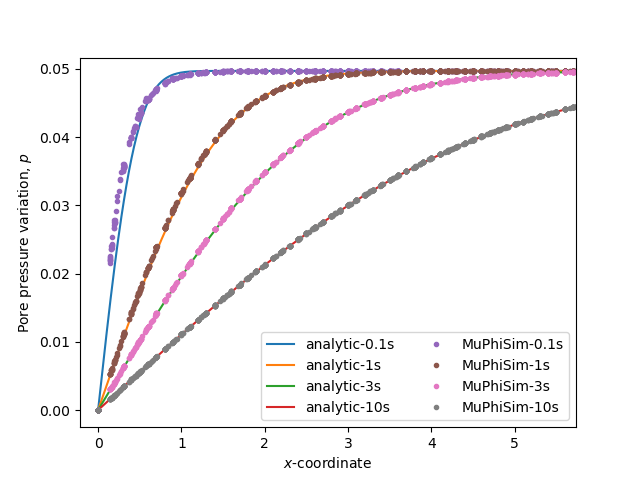 0.05
0.04
0.03
0.02
0.01
0.00
Pore pressure variation, p
0 1 2 3 4 5
x-coordinate
analytic-0.1s
analytic-1s
analytic-3s
analytic-10s
MuPhiSim-0.1s
MuPhiSim-1s
MuPhiSim-3s
MuPhiSim-10s